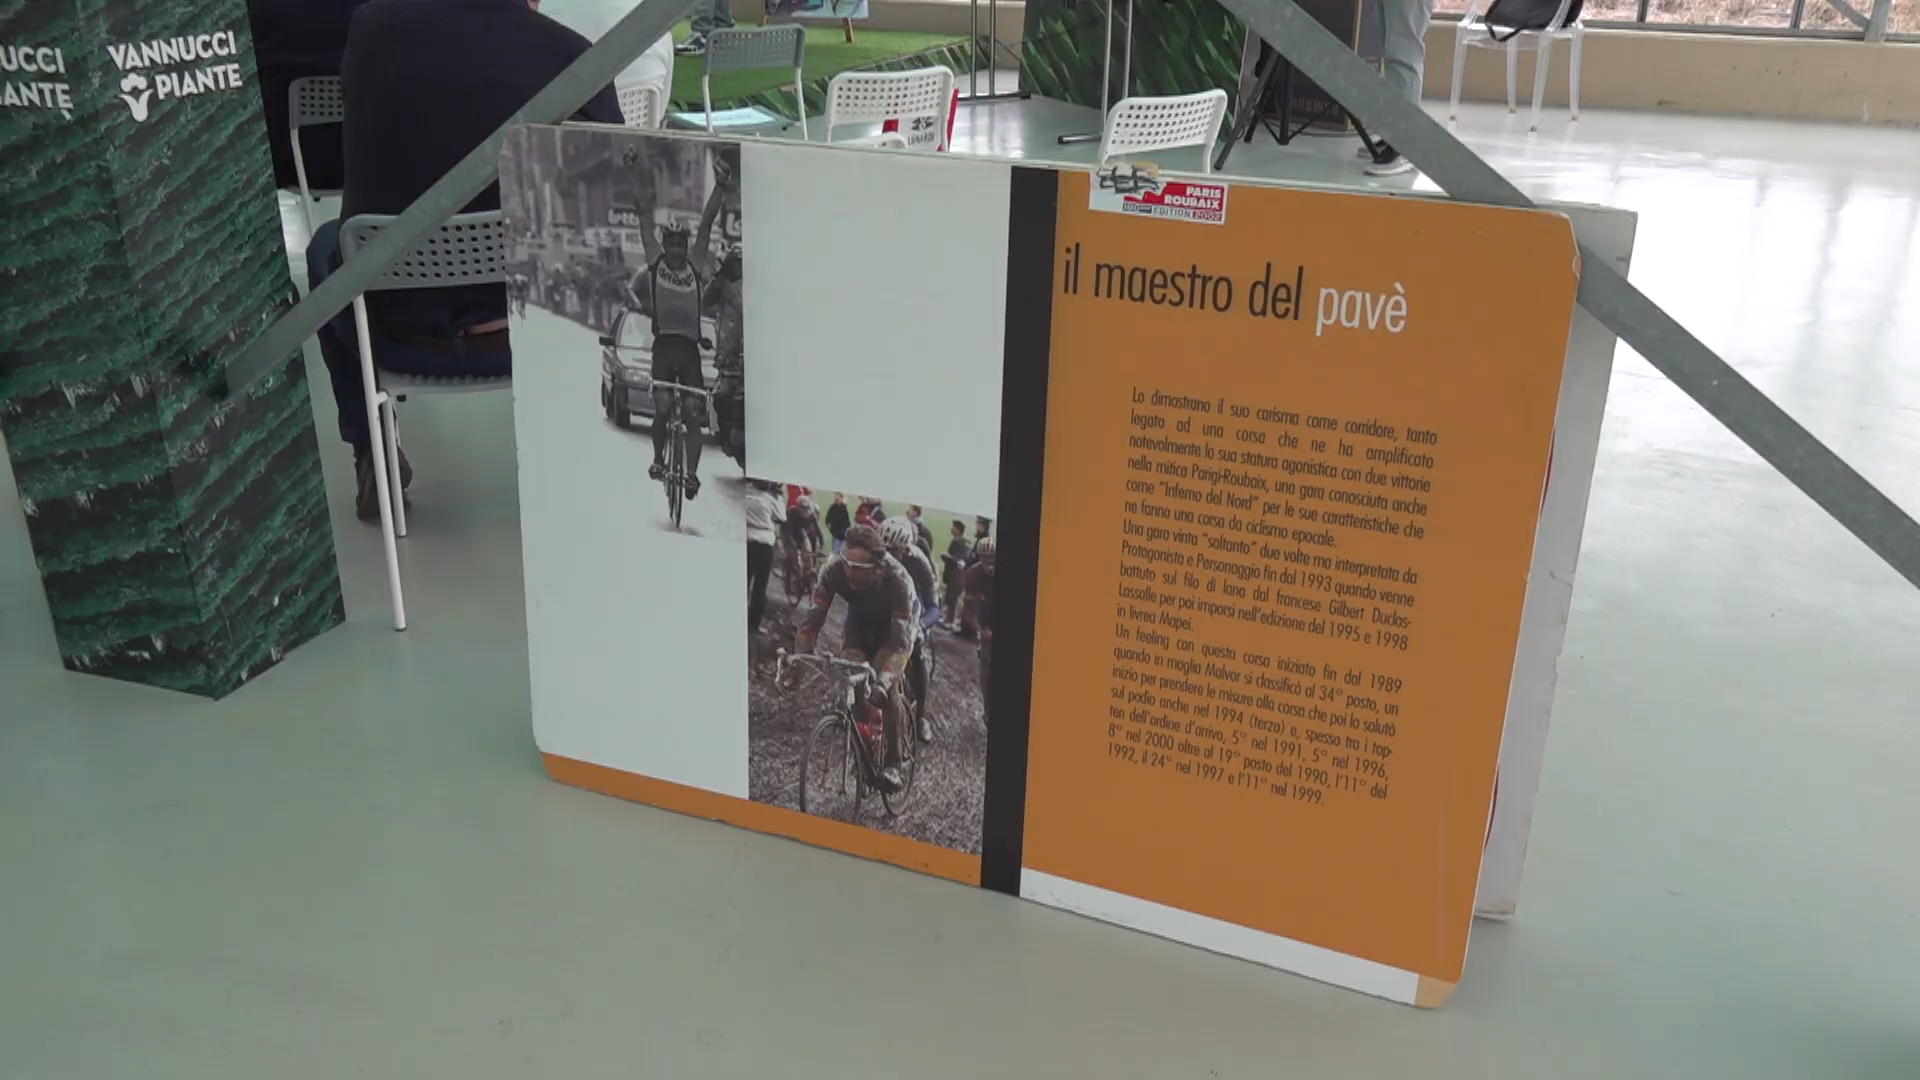 UCCI
IANTE
VANNUCCI
PIANTE
LUNARDI
PARIS
ROUBAIX
100ème EDITION 2002
il maestro del pavè
Lo dimostrano il suo carisma come corridore, tanto
legato ad una corsa che ne ha amplificato
notevolmente la sua statura agonistica con due vittorie
nella mitica Parigi-Roubaix, una gara conosciuta anche
come "Inferno del Nord" per le sue caratteristiche che
ne fanno una corsa da ciclismo epocale.
Una gara vinta "soltanto" due volte ma interpretata da
Protagonista e Personaggio fin dal 1993 quando venne
battuto sul filo di lana dal francese Gilbert Duclos-
Lassalle per poi imporsi nell'edizione del 1995 e 1998
in livrea Mapei.
Un feeling con questa corsa iniziato fin dal 1989
quando in maglia Malvor si classificò al 34° posto, un
inizio per prendere le misure alla corsa che poi lo salutò
sul podio anche nel 1994 (terzo) e, spesso tra i top-
ten dell'ordine d'arrivo, 5° nel 1991, 5° nel 1996,
8° nel 2000 oltre al 19° posto del 1990, l'11° del
1992, il 24° nel 1997 e l'11° nel 1999.